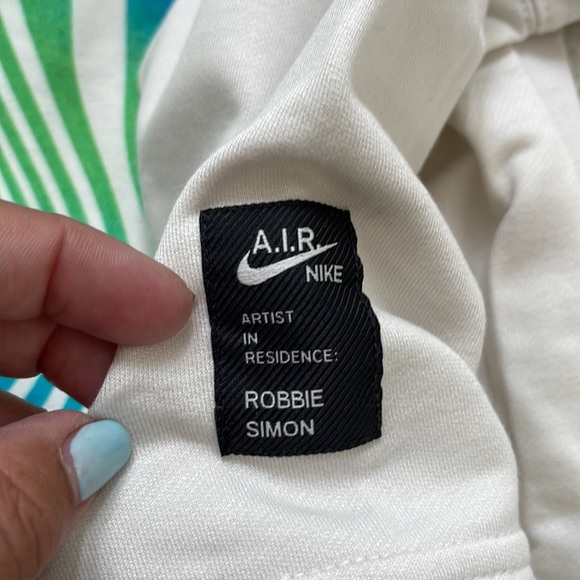 A.I.R.
NIKE
ARTIST
IN
RESIDENCE:
ROBBIE
SIMON